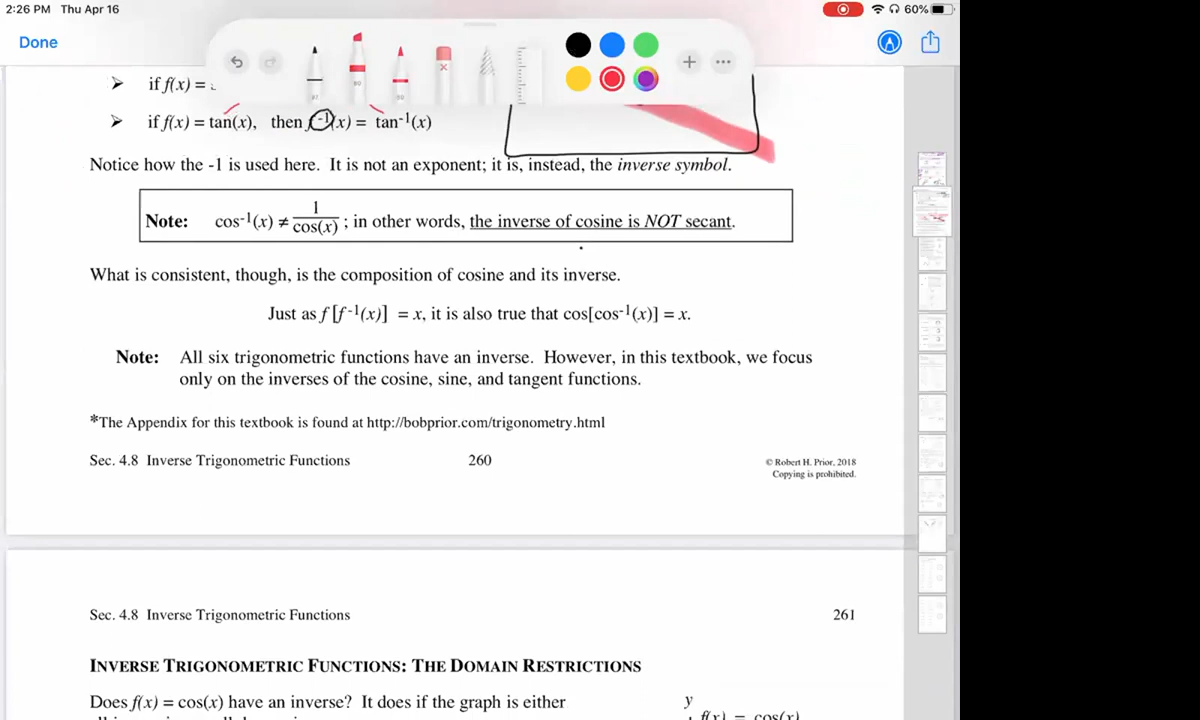 2:26 PM Thu Apr 16
60%
Done
➢ if f(x) =
➢ if f(x) = tan(x), then f⁻¹(x) = tan⁻¹(x)
Notice how the -1 is used here. It is not an exponent; it is, instead, the inverse symbol.
Note: cos⁻¹(x) ≠ 1/cos(x) ; in other words, the inverse of cosine is NOT secant.
What is consistent, though, is the composition of cosine and its inverse.
Just as f [f⁻¹(x)] = x, it is also true that cos[cos⁻¹(x)] = x.
Note: All six trigonometric functions have an inverse. However, in this textbook, we focus
only on the inverses of the cosine, sine, and tangent functions.
*The Appendix for this textbook is found at http://bobprior.com/trigonometry.html
Sec. 4.8 Inverse Trigonometric Functions 260 © Robert H. Prior, 2018
Copying is prohibited.
Sec. 4.8 Inverse Trigonometric Functions 261
INVERSE TRIGONOMETRIC FUNCTIONS: THE DOMAIN RESTRICTIONS
Does f(x) = cos(x) have an inverse? It does if the graph is either
y
f(x) = cos(x)